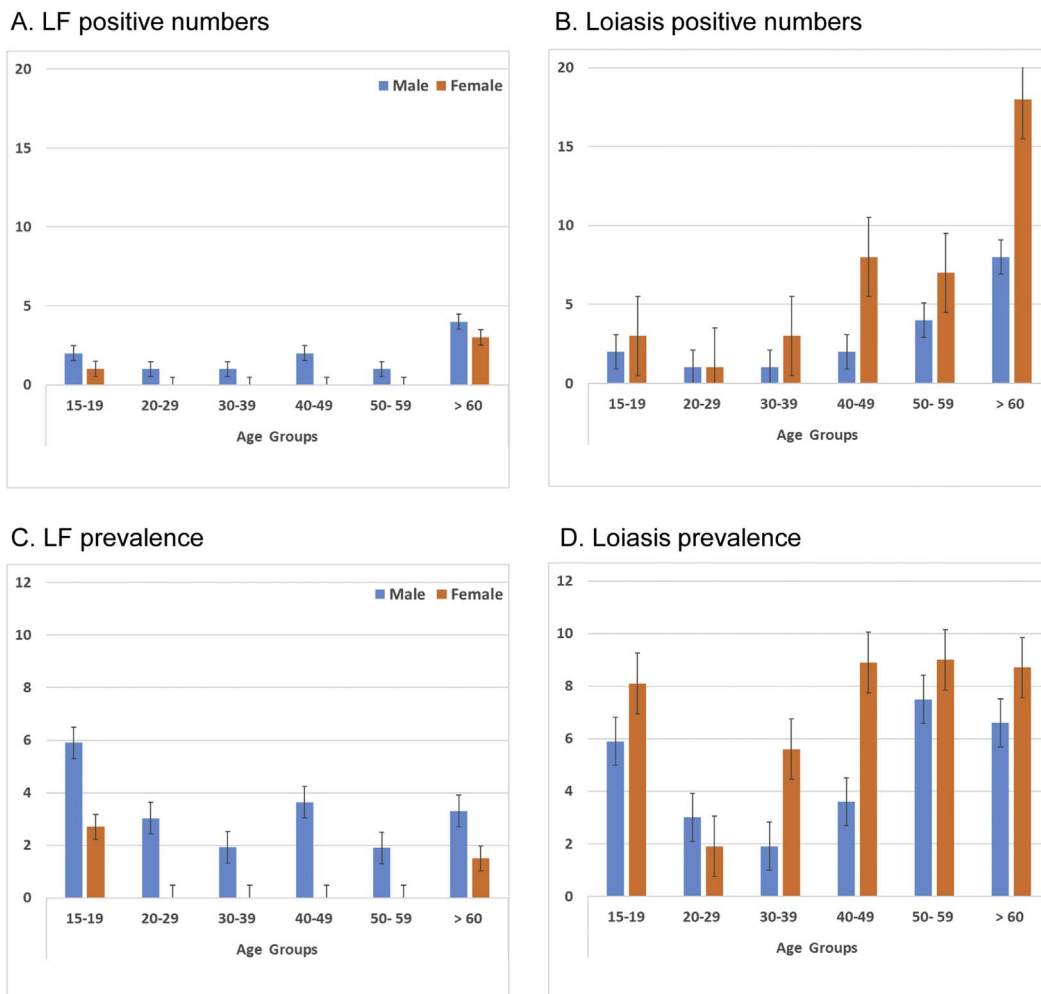 A. LF positive numbers
20
15
10
5
0
Male Female
15-19 20-29 30-39 40-49 50- 59 > 60
Age Groups
B. Loiasis positive numbers
20
15
10
5
0
15-19 20-29 30-39 40-49 50- 59 > 60
Age Groups
C. LF prevalence
12
10
8
6
4
2
0
Male Female
15-19 20-29 30-39 40-49 50- 59 > 60
Age Groups
D. Loiasis prevalence
12
10
8
6
4
2
0
15-19 20-29 30-39 40-49 50- 59 > 60
Age Groups